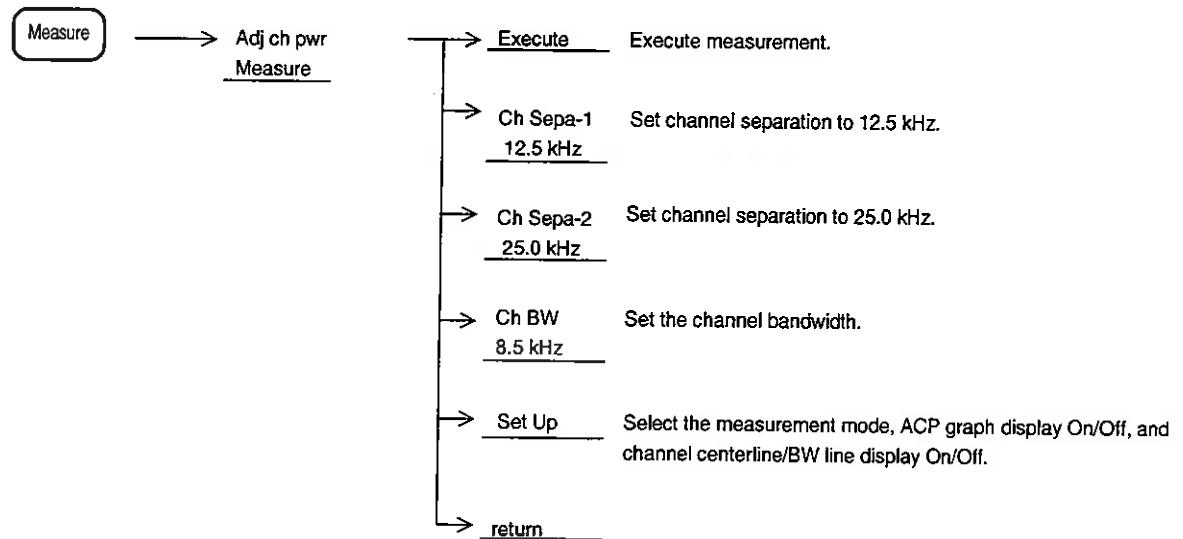 Measure
Adj ch pwr
Measure
Execute Execute measurement.
Ch Sepa-1 Set channel separation to 12.5 kHz.
12.5 kHz
Ch Sepa-2 Set channel separation to 25.0 kHz.
25.0 kHz
Ch BW Set the channel bandwidth.
8.5 kHz
Set Up Select the measurement mode, ACP graph display On/Off, and
channel centerline/BW line display On/Off.
return